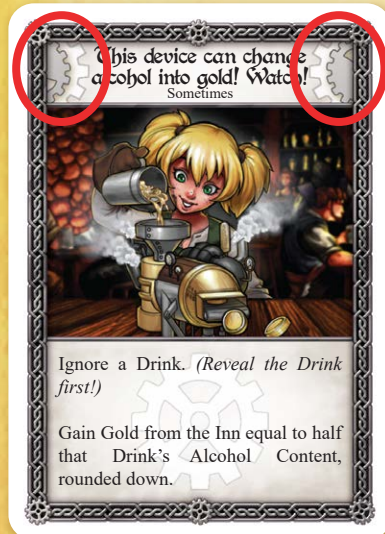 This device can change
alcohol into gold! Watch!
Sometimes
Ignore a Drink. (Reveal the Drink
first!)
Gain Gold from the Inn equal to half
that Drink's Alcohol Content,
rounded down.